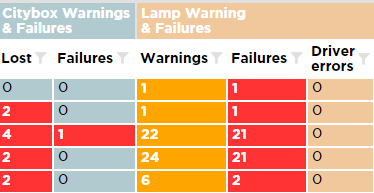 Citybox Warnings & Failures
Lamp Warning & Failures
Lost Failures Warnings Failures Driver errors
0 0 1 1 0
2 0 1 1 0
4 1 22 21 0
2 0 24 21 0
2 0 6 2 0